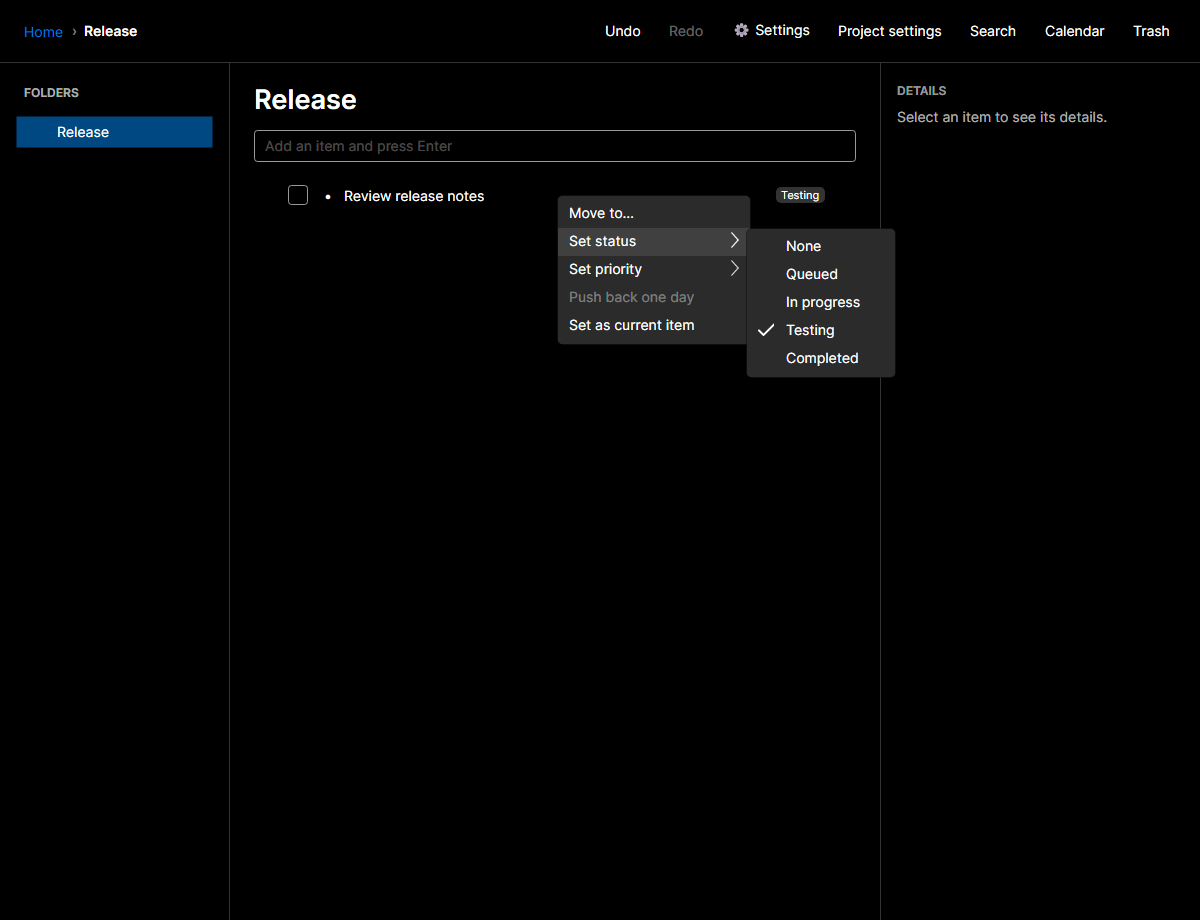 Home › Release
Undo
Redo
Settings
Project settings
Search
Calendar
Trash
FOLDERS
Release
Release
Add an item and press Enter
• Review release notes
Testing
Move to...
Set status
Set priority
Push back one day
Set as current item
None
Queued
In progress
Testing
Completed
DETAILS
Select an item to see its details.